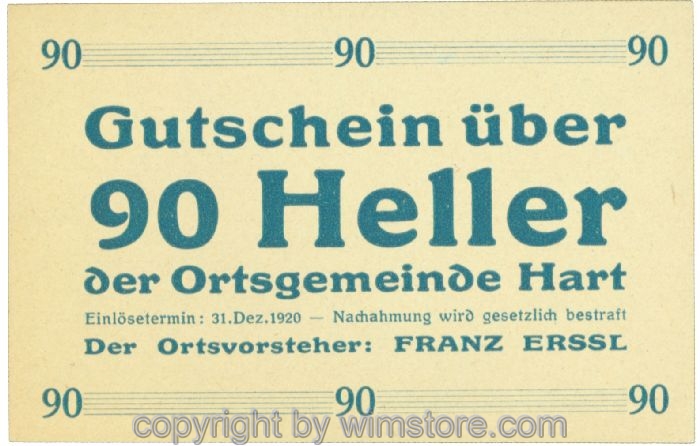 90 90 90
Gutschein über
90 Heller
der Ortsgemeinde Hart
Einlösetermin: 31. Dez. 1920 — Nachahmung wird gesetzlich bestraft
Der Ortsvorsteher: FRANZ ERSSL
90 90 90
copyright by wimstore.com